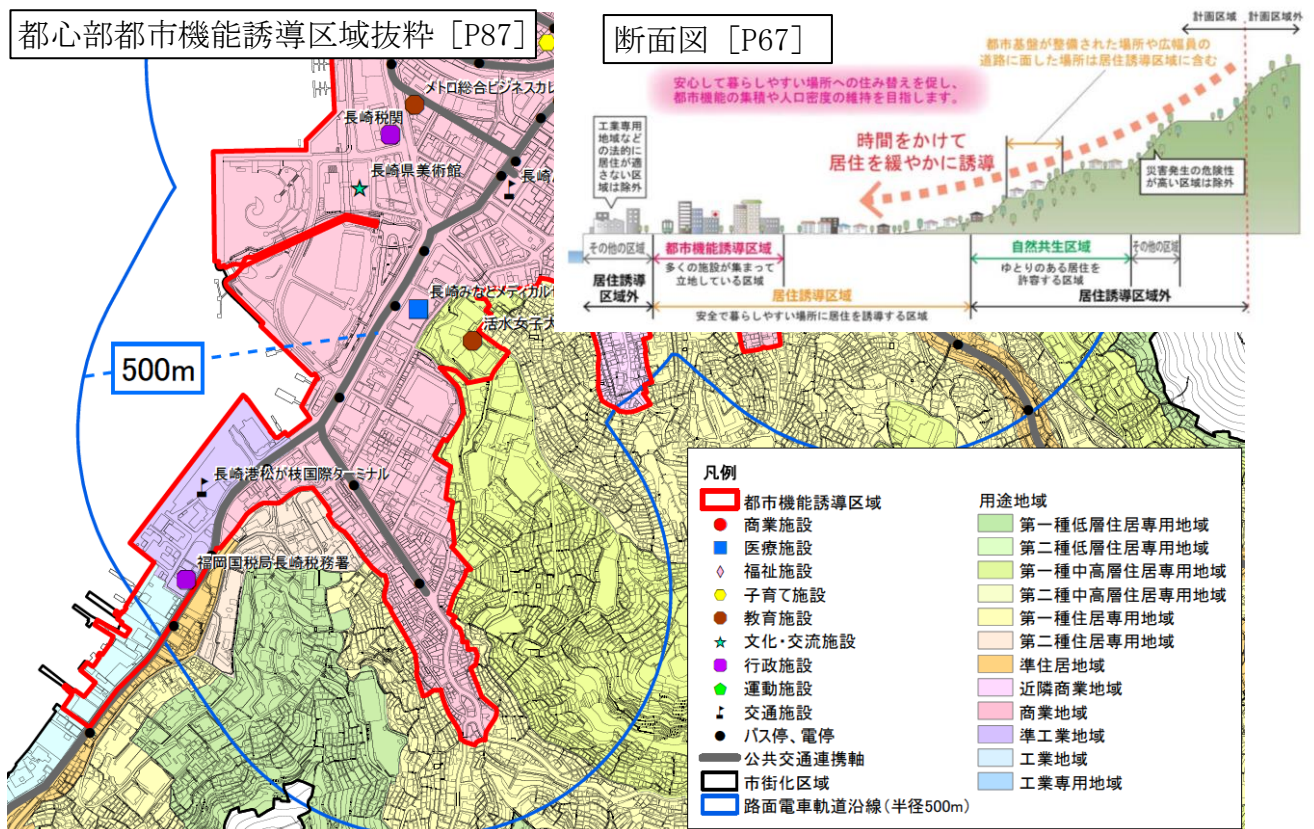 都心部都市機能誘導区域抜粋［P87］
メトロ総合ビジネスカレ
長崎税関
長崎県美術館
長崎みなとメディカル
活水女子大
500m
長崎港松が枝国際ターミナル
福岡国税局長崎税務署
断面図［P67］
計画区域
計画区域外
都市基盤が整備された場所や広幅員の
道路に面した場所は居住誘導区域に含む
安心して暮らしやすい場所への住み替えを促し、
都市機能の集積や人口密度の維持を目指します。
工業専用
地域など
の法的に
居住が適
さない区
域は除外
時間をかけて
居住を緩やかに誘導
災害発生の危険性
が高い区域は除外
その他の区域
都市機能誘導区域
自然共生区域
その他の区域
多くの施設が集まって
立地している区域
ゆとりのある居住を
許容する区域
居住誘導
区域外
居住誘導区域
居住誘導区域外
安全で暮らしやすい場所に居住を誘導する区域
凡例
都市機能誘導区域
商業施設
医療施設
福祉施設
子育て施設
教育施設
文化・交流施設
行政施設
運動施設
交通施設
バス停、電停
公共交通連携軸
市街化区域
路面電車軌道沿線(半径500m)
用途地域
第一種低層住居専用地域
第二種低層住居専用地域
第一種中高層住居専用地域
第二種中高層住居専用地域
第一種住居専用地域
第二種住居専用地域
準住居地域
近隣商業地域
商業地域
準工業地域
工業地域
工業専用地域